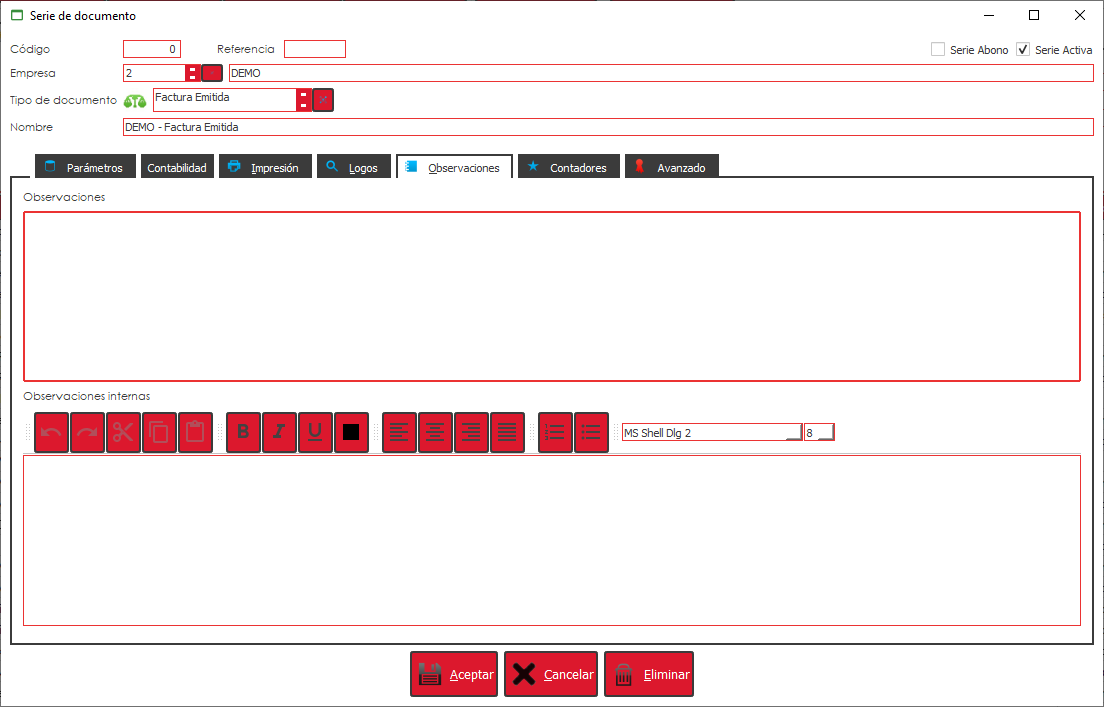 Serie de documento
Código 0 Referencia Serie Abono Serie Activa
Empresa 2 DEMO
Tipo de documento Factura Emitida
Nombre DEMO - Factura Emitida
Parámetros Contabilidad Impresión Logos Observaciones Contadores Avanzado
Observaciones
Observaciones internas
B I U MS Shell Dlg 2 8
Aceptar Cancelar Eliminar